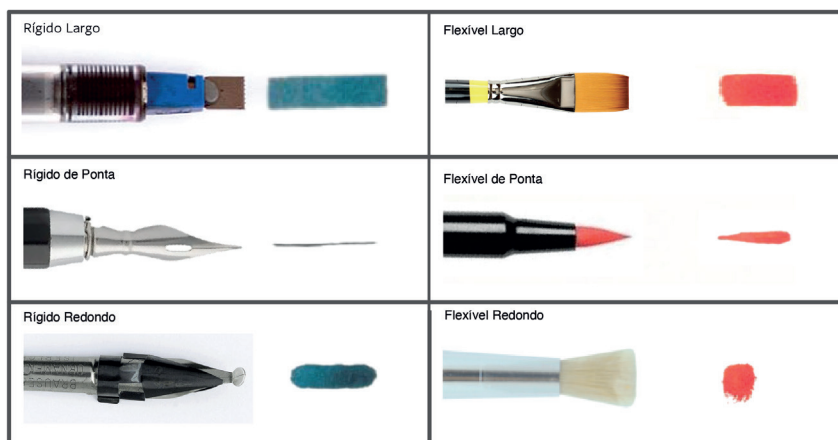 Rígido Largo
Flexível Largo
Rígido de Ponta
Flexível de Ponta
Rígido Redondo
Flexível Redondo